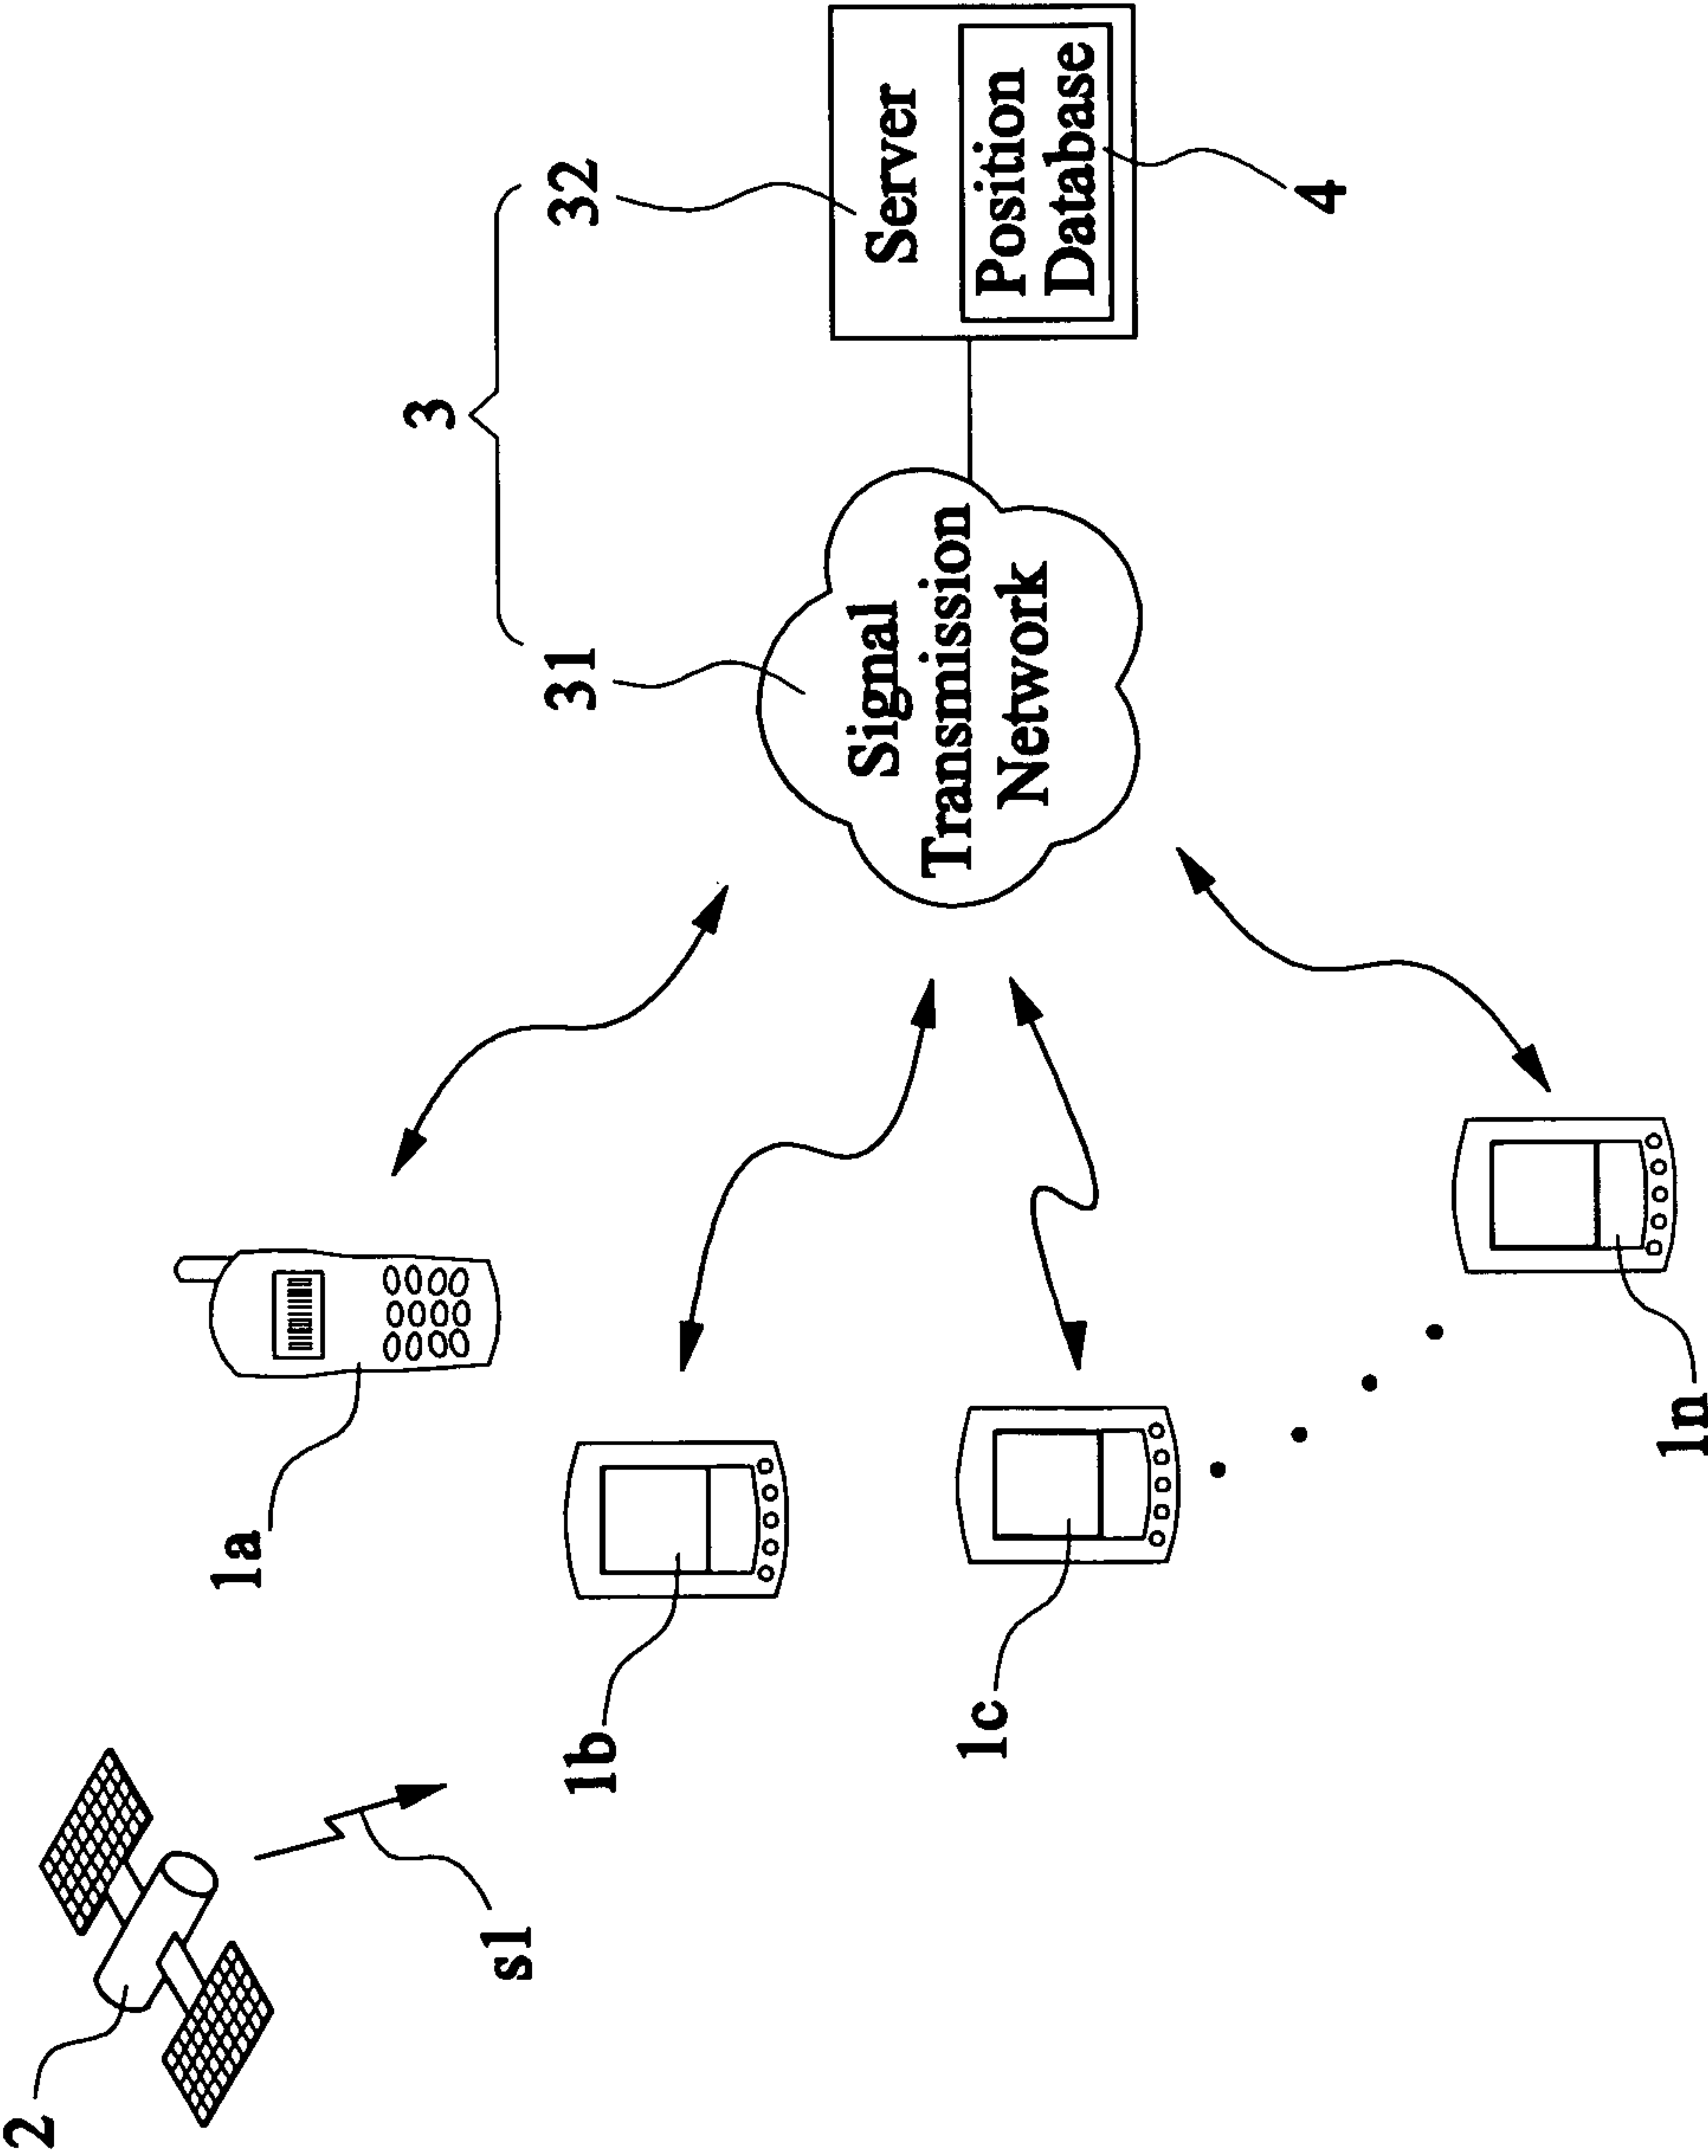 2
1a
3
s1
1b
31
32
Signal
Transmission
Network
Server
Position
Database
1c
4
1n